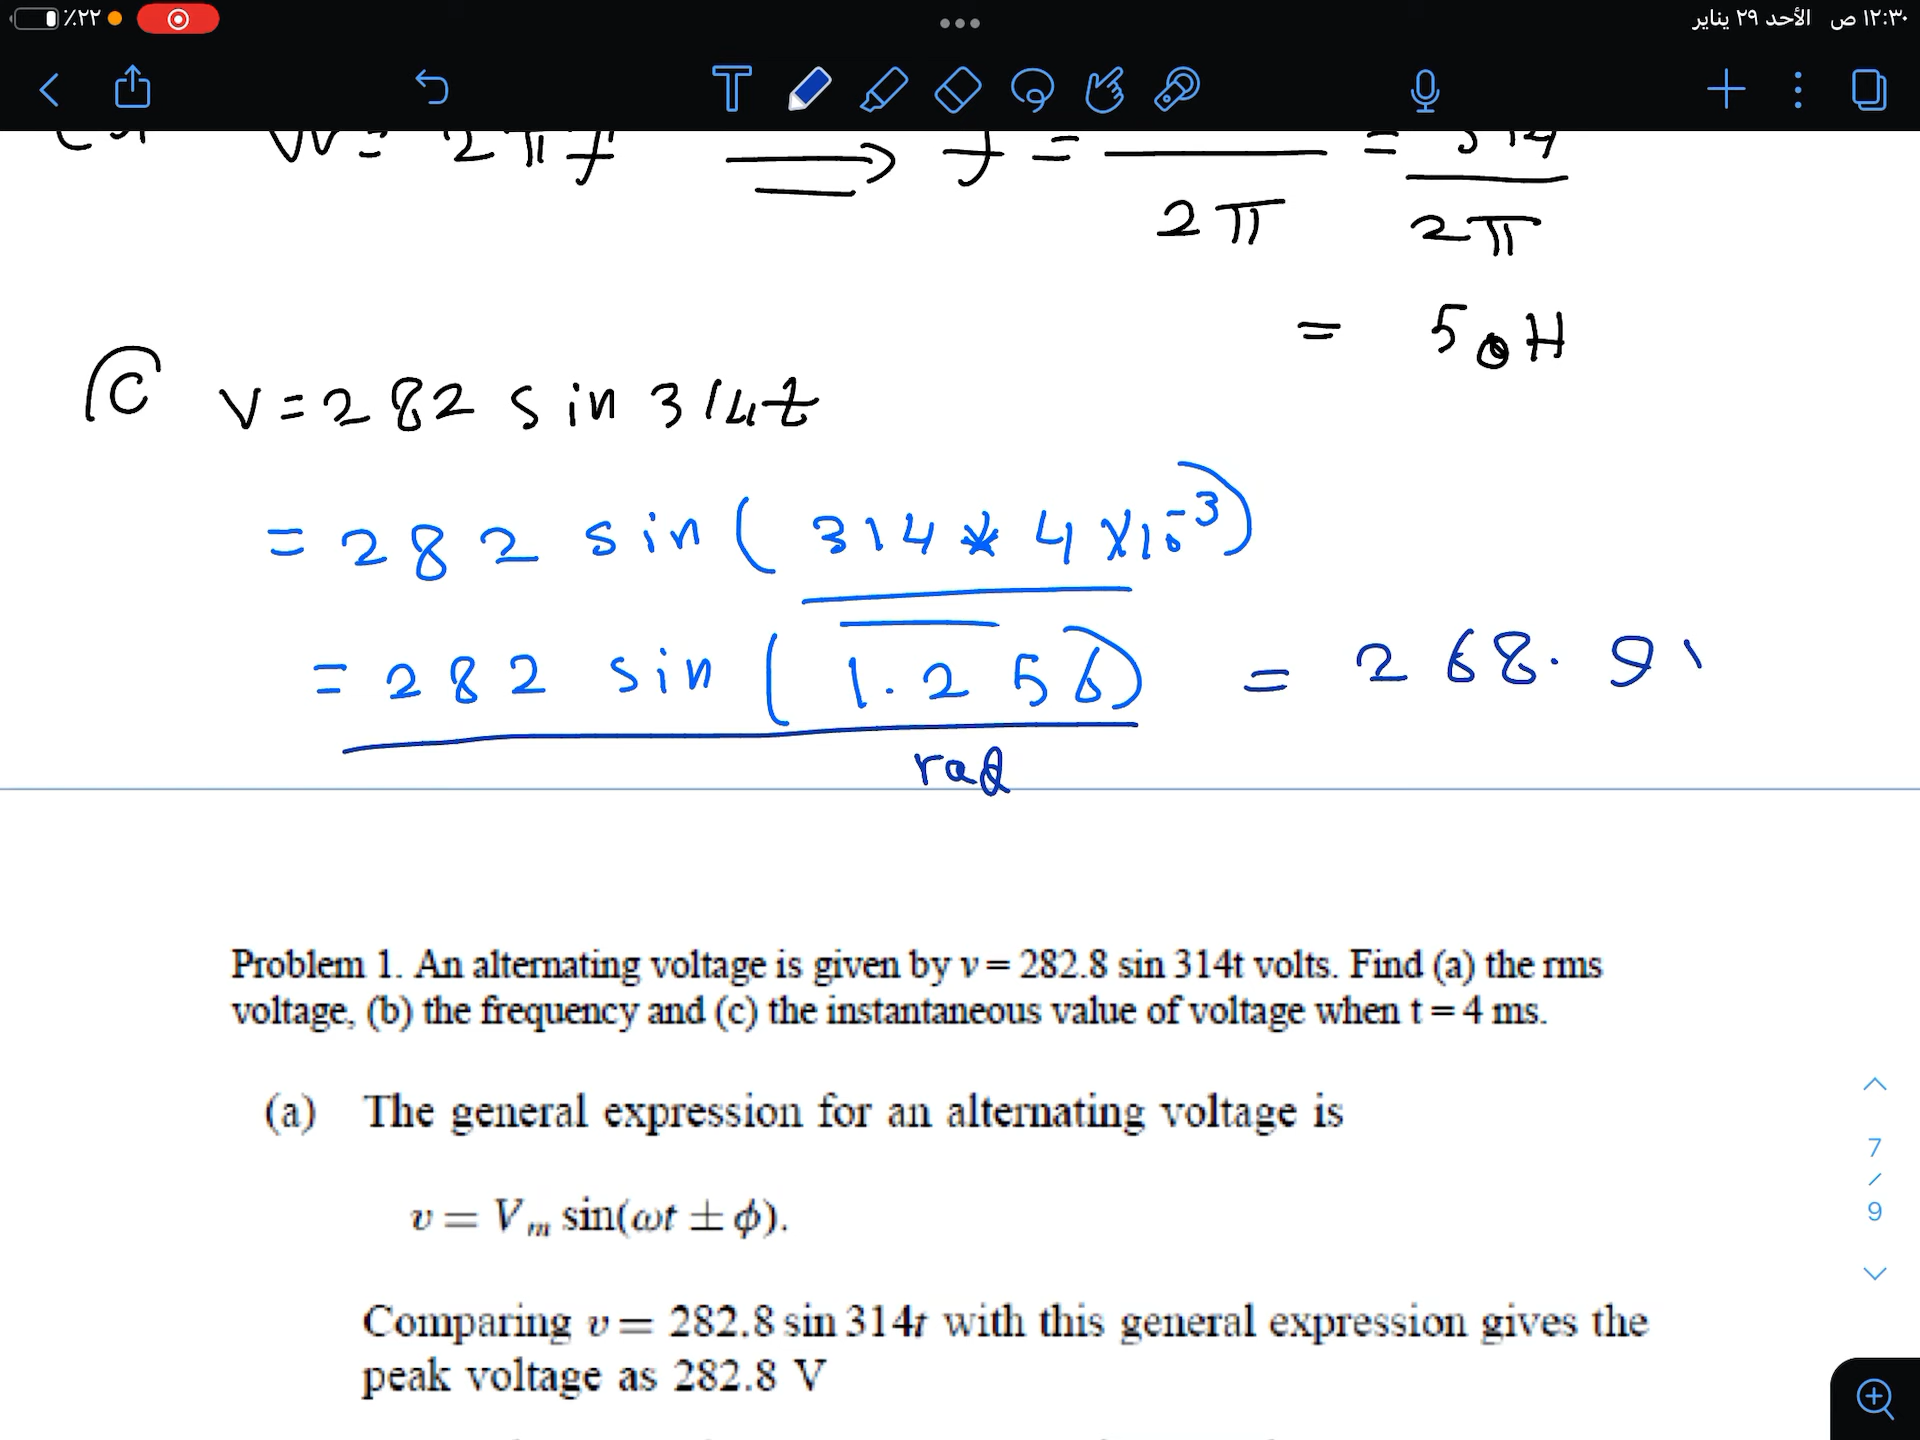 ٪٢٢
١٢:٣٠ ص الأحد ٢٩ يناير
W = 2πf ⟹ f = ― = 314
2π 2π
= 50H
C v = 282 sin 314t
= 282 sin ( 314 * 4 × 10⁻³)
= 282 sin ( 1.256) = 268.9
rad
Problem 1. An alternating voltage is given by v = 282.8 sin 314t volts. Find (a) the rms
voltage, (b) the frequency and (c) the instantaneous value of voltage when t = 4 ms.
(a) The general expression for an alternating voltage is
v = Vm sin(ωt ± ϕ).
Comparing v = 282.8 sin 314t with this general expression gives the
peak voltage as 282.8 V
7
/
9